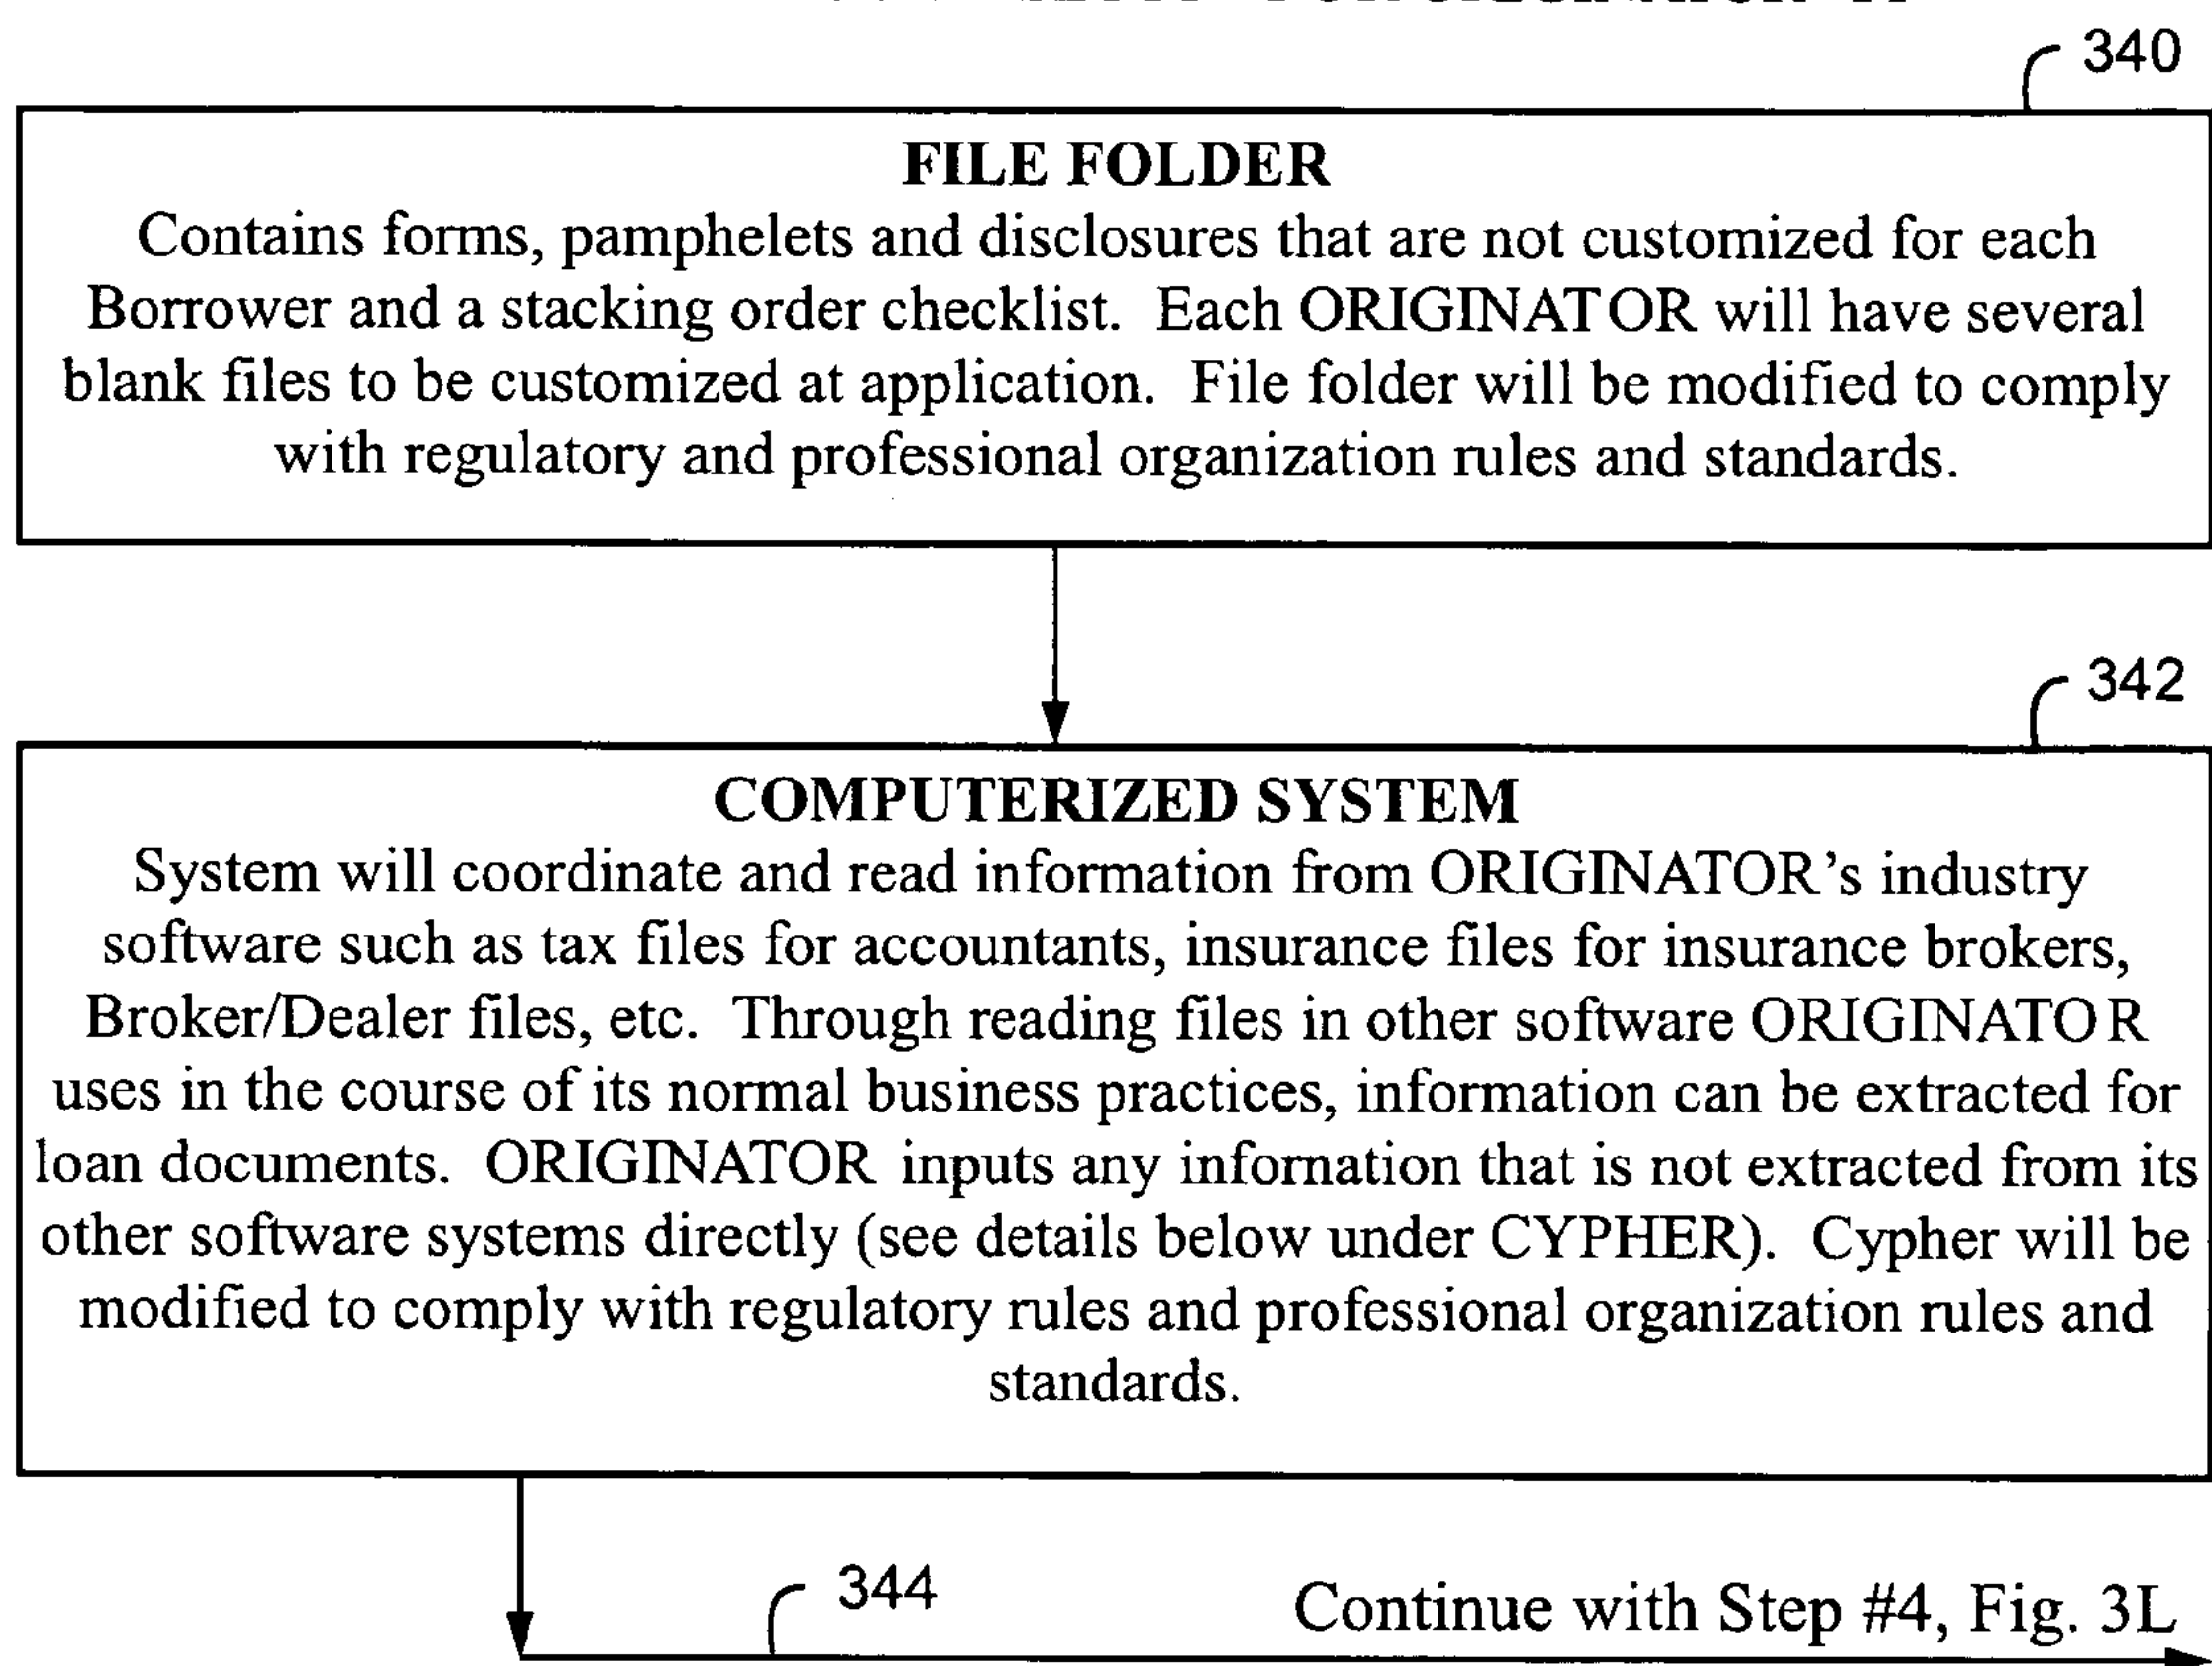 340
FILE FOLDER
Contains forms, pamphelets and disclosures that are not customized for each
Borrower and a stacking order checklist. Each ORIGINATOR will have several
blank files to be customized at application. File folder will be modified to comply
with regulatory and professional organization rules and standards.
342
COMPUTERIZED SYSTEM
System will coordinate and read information from ORIGINATOR's industry
software such as tax files for accountants, insurance files for insurance brokers,
Broker/Dealer files, etc. Through reading files in other software ORIGINATOR
uses in the course of its normal business practices, information can be extracted for
loan documents. ORIGINATOR inputs any infornation that is not extracted from its
other software systems directly (see details below under CYPHER). Cypher will be
modified to comply with regulatory rules and professional organization rules and
standards.
344
Continue with Step #4, Fig. 3L